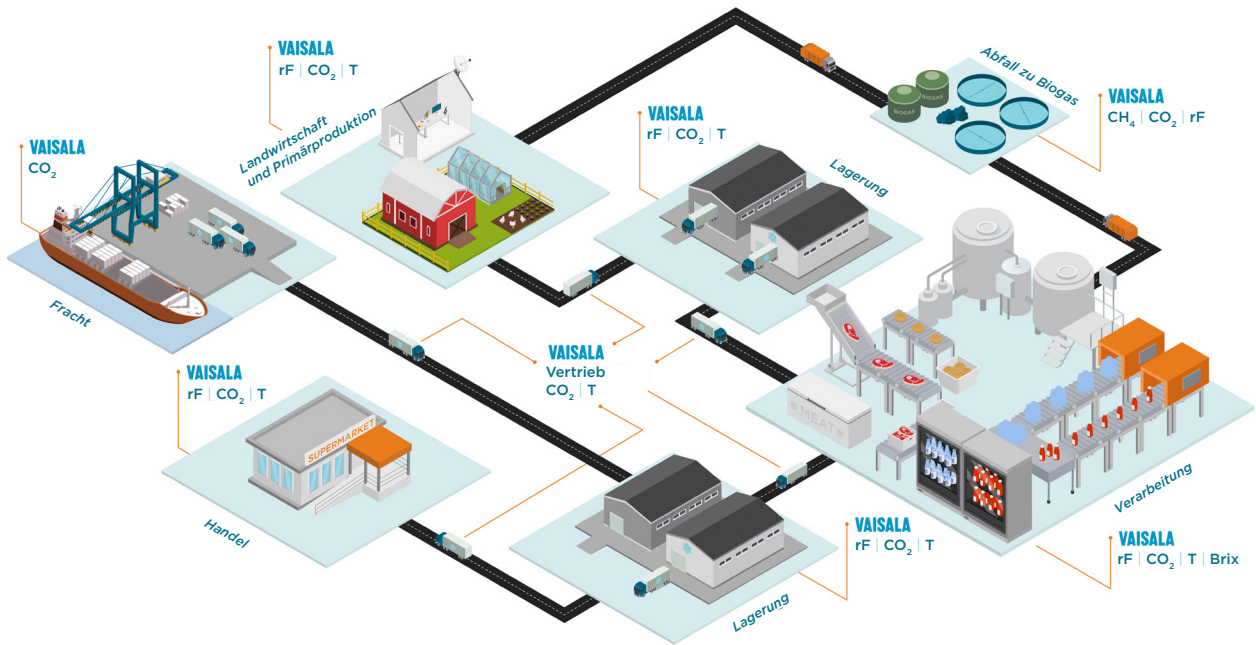 VAISALA
rF | CO₂ | T
Landwirtschaft
und Primärproduktion
VAISALA
CO₂
Fracht
VAISALA
rF | CO₂ | T
Lagerung
BIOGAS
BIOGAS
Abfall zu Biogas
VAISALA
CH₄ | CO₂ | rF
VAISALA
Vertrieb
CO₂ | T
VAISALA
rF | CO₂ | T
SUPERMARKET
Handel
MEAT
Verarbeitung
VAISALA
rF | CO₂ | T | Brix
VAISALA
rF | CO₂ | T
Lagerung